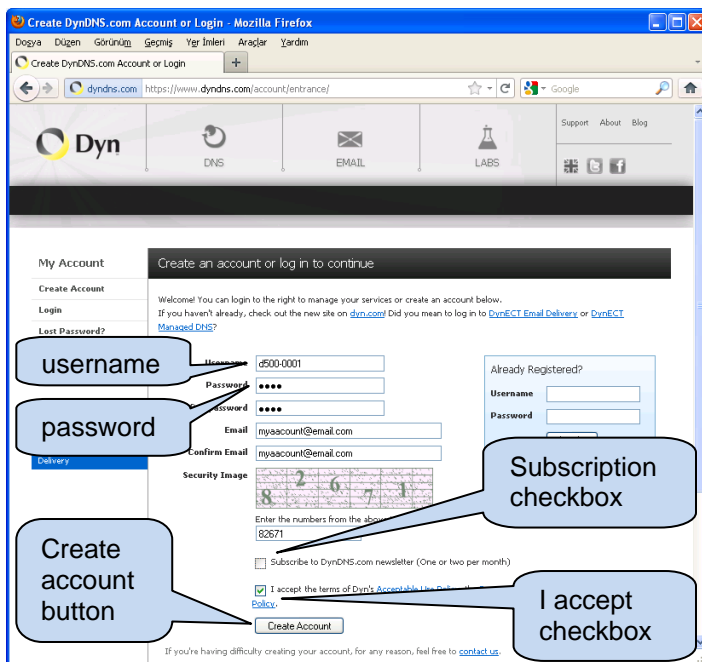 Create DynDNS.com Account or Login - Mozilla Firefox
Dosya Düzen Görünüm Geçmiş Yer İmleri Araçlar Yardım
Create DynDNS.com Account or Login
dyndns.com https://www.dyndns.com/account/entrance/ Google
Support About Blog
Dyn
DNS EMAIL LABS
My Account
Create Account
Login
Lost Password?
Delivery
Create an account or log in to continue
Welcome! You can login to the right to manage your services or create an account below.
If you haven't already, check out the new site on dyn.com! Did you mean to log in to DynECT Email Delivery or DynECT
Managed DNS?
username
Username d500-0001
password
Password ••••
Password ••••
Email myaacount@email.com
Confirm Email myaacount@email.com
Already Registered?
Username
Password
Security Image 8 2 6 7 1
Enter the numbers from the above
82671
Subscription
checkbox
Subscribe to DynDNS.com newsletter (One or two per month)
I accept the terms of Dyn's Acceptable Use Policy
Policy.
I accept
checkbox
Create
account
button
Create Account
If you're having difficulty creating your account, for any reason, feel free to contact us.